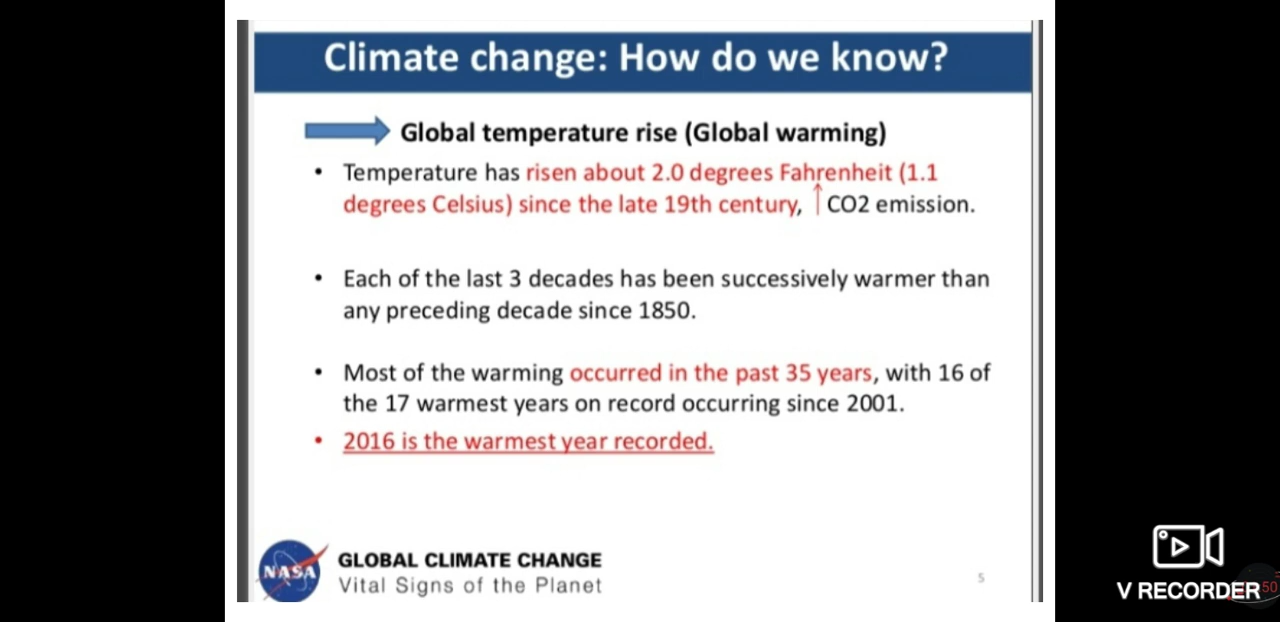 Climate change: How do we know?
Global temperature rise (Global warming)
• Temperature has risen about 2.0 degrees Fahrenheit (1.1
degrees Celsius) since the late 19th century, ↑ CO2 emission.
• Each of the last 3 decades has been successively warmer than
any preceding decade since 1850.
• Most of the warming occurred in the past 35 years, with 16 of
the 17 warmest years on record occurring since 2001.
• 2016 is the warmest year recorded.
NASA
GLOBAL CLIMATE CHANGE
Vital Signs of the Planet
5
V RECORDER
50